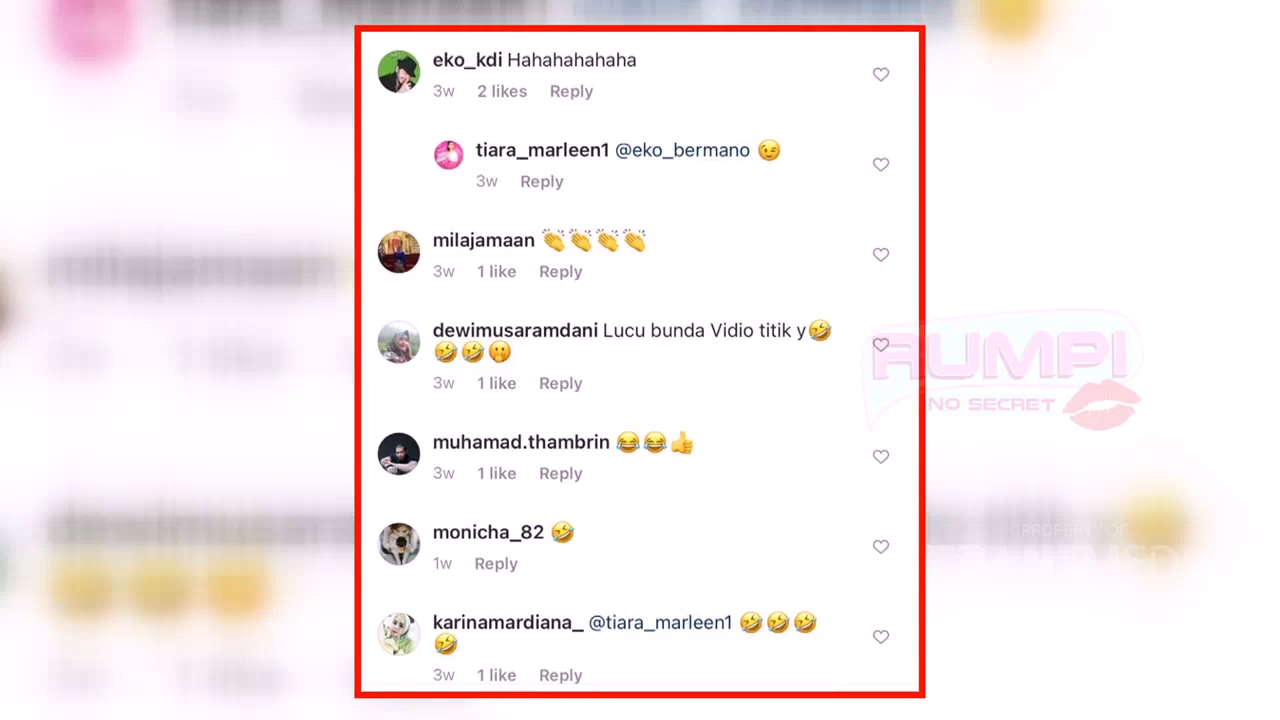 eko_kdi Hahahahahaha
3w 2 likes Reply
tiara_marleen1 @eko_bermano 😉
3w Reply
milajamaan 👏👏👏👏
3w 1 like Reply
dewimusaramdani Lucu bunda Vidio titik y🤣
🤣🤣🤭
3w 1 like Reply
RUMPI
NO SECRET
muhamad.thambrin 😂😂👍
3w 1 like Reply
monicha_82 🤣
1w Reply
PROPERTY OF
karinamardiana_ @tiara_marleen1 🤣🤣🤣
🤣
3w 1 like Reply